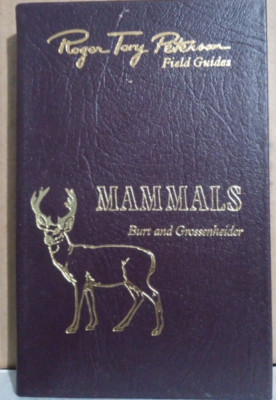 Roger Tory Peterson
Field Guides
MAMMALS
Burt and Grossenheider